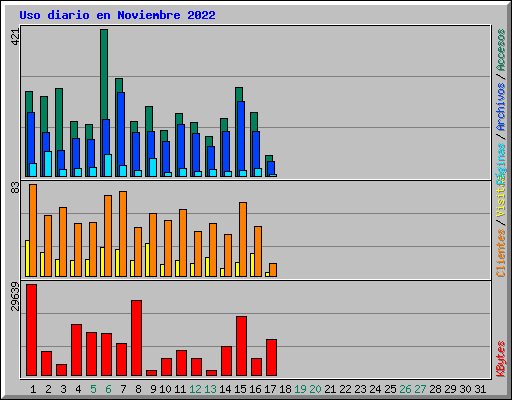 Uso diario en Noviembre 2022
421
83
29639
Accesos / Archivos / Páginas
Clientes / Visitas
KBytes
1 2 3 4 5 6 7 8 9 10 11 12 13 14 15 16 17 18 19 20 21 22 23 24 25 26 27 28 29 30 31